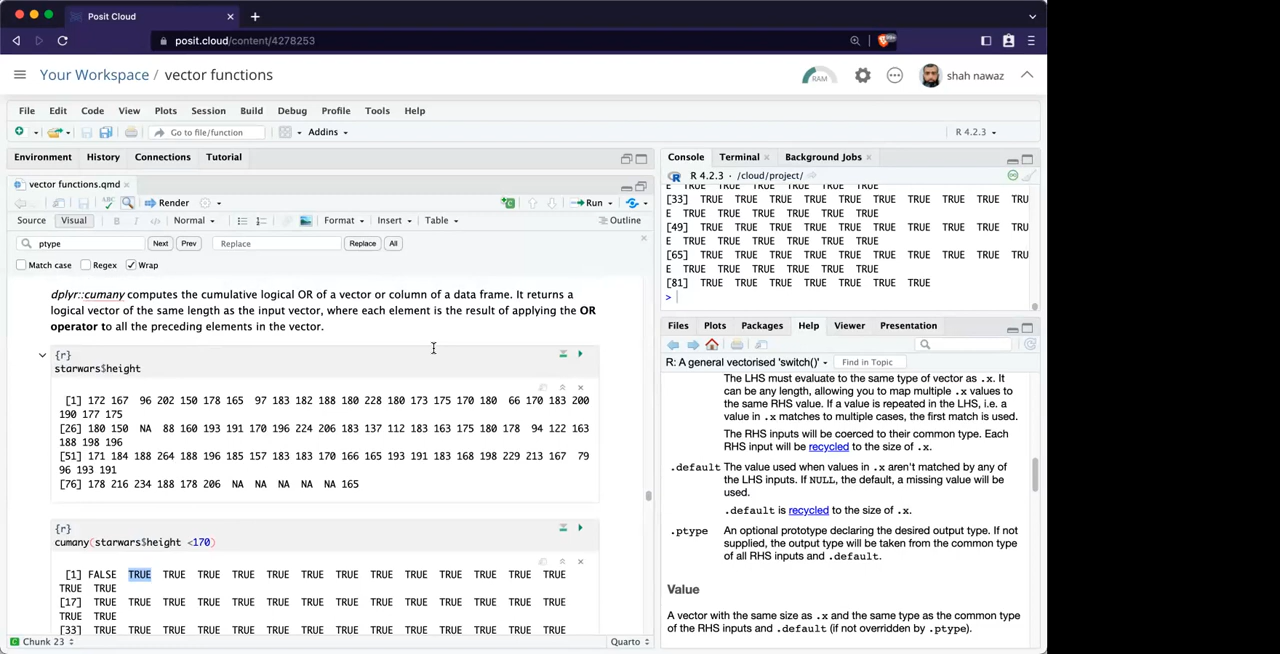 Posit Cloud
posit.cloud/content/4278253
Your Workspace / vector functions
RAM
shah nawaz
File Edit Code View Plots Session Build Debug Profile Tools Help
Go to file/function
Addins
R 4.2.3
Environment History Connections Tutorial
vector functions.qmd
Render
Run
Source Visual B I </> Normal Format Insert Table Outline
ptype Next Prev Replace Replace All
Match case Regex Wrap
dplyr::cumany computes the cumulative logical OR of a vector or column of a data frame. It returns a
logical vector of the same length as the input vector, where each element is the result of applying the OR
operator to all the preceding elements in the vector.
{r}
starwars$height
[1] 172 167 96 202 150 178 165 97 183 182 188 180 228 180 173 175 170 180 66 170 183 200
190 177 175
[26] 180 150 NA 88 160 193 191 170 196 224 206 183 137 112 183 163 175 180 178 94 122 163
188 198 196
[51] 171 184 188 264 188 196 185 157 183 183 170 166 165 193 191 183 168 198 229 213 167 79
96 193 191
[76] 178 216 234 188 178 206 NA NA NA NA NA 165
{r}
cumany(starwars$height <170)
[1] FALSE TRUE TRUE TRUE TRUE TRUE TRUE TRUE TRUE TRUE TRUE TRUE TRUE TRUE
TRUE TRUE
[17] TRUE TRUE TRUE TRUE TRUE TRUE TRUE TRUE TRUE TRUE TRUE TRUE TRUE TRUE
TRUE TRUE
[33] TRUE TRUE TRUE TRUE TRUE TRUE TRUE TRUE TRUE TRUE TRUE TRUE TRUE TRUE
Chunk 23
Quarto
Console Terminal Background Jobs
R 4.2.3 · /cloud/project/
E TRUE TRUE TRUE TRUE TRUE TRUE
[33] TRUE TRUE TRUE TRUE TRUE TRUE TRUE TRUE TRUE TRU
E TRUE TRUE TRUE TRUE TRUE TRUE
[49] TRUE TRUE TRUE TRUE TRUE TRUE TRUE TRUE TRUE TRU
E TRUE TRUE TRUE TRUE TRUE TRUE
[65] TRUE TRUE TRUE TRUE TRUE TRUE TRUE TRUE TRUE TRU
E TRUE TRUE TRUE TRUE TRUE TRUE
[81] TRUE TRUE TRUE TRUE TRUE TRUE TRUE
>
Files Plots Packages Help Viewer Presentation
R: A general vectorised 'switch()' Find in Topic
The LHS must evaluate to the same type of vector as .x. It
can be any length, allowing you to map multiple .x values to
the same RHS value. If a value is repeated in the LHS, i.e. a
value in .x matches to multiple cases, the first match is used.
The RHS inputs will be coerced to their common type. Each
RHS input will be recycled to the size of .x.
.default The value used when values in .x aren't matched by any of
the LHS inputs. If NULL, the default, a missing value will be
used.
.default is recycled to the size of .x.
.ptype An optional prototype declaring the desired output type. If not
supplied, the output type will be taken from the common type
of all RHS inputs and .default.
Value
A vector with the same size as .x and the same type as the common type
of the RHS inputs and .default (if not overridden by .ptype).